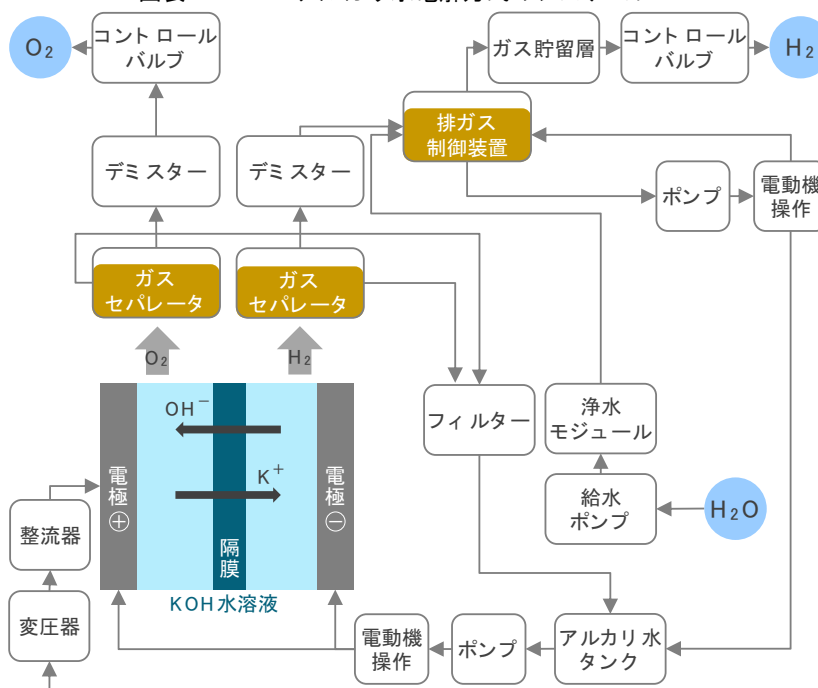 O₂
コントロール
バルブ
ガス貯留層
コントロール
バルブ
H₂
排ガス
制御装置
デミスター
デミスター
ポンプ
電動機
操作
ガス
セパレータ
ガス
セパレータ
O₂
H₂
OH⁻
K⁺
電極⊕
隔膜
電極⊖
KOH水溶液
フィルター
浄水
モジュール
給水
ポンプ
H₂O
整流器
変圧器
電動機
操作
ポンプ
アルカリ水
タンク